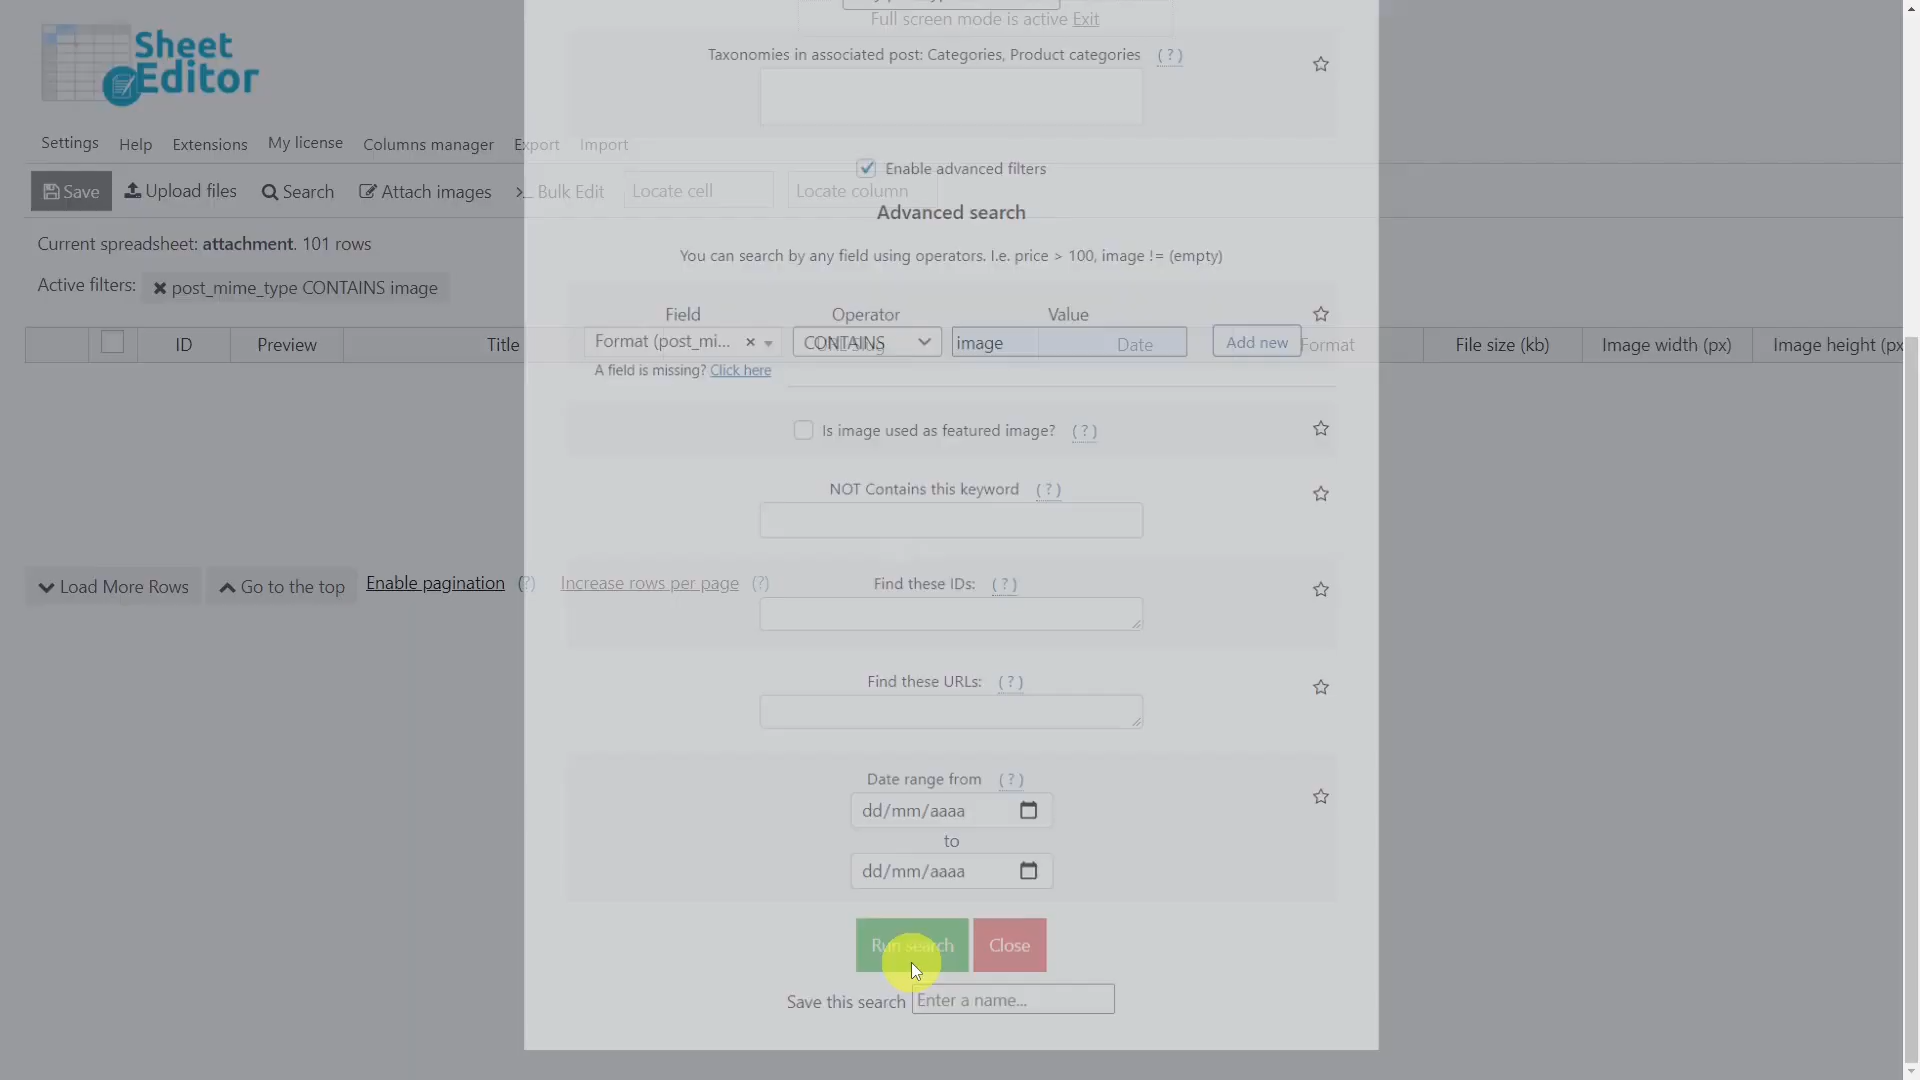 Full screen mode is active Exit
Sheet
Editor
Taxonomies in associated post: Categories, Product categories (?)
Settings Help Extensions My license Columns manager Export Import
Enable advanced filters
Save Upload files Search Attach images Bulk Edit Locate cell Locate column
Advanced search
Current spreadsheet: attachment. 101 rows
You can search by any field using operators. I.e. price > 100, image != (empty)
Active filters: ✖ post_mime_type CONTAINS image
Field Operator Value
ID Preview Title Date Format File size (kb) Image width (px) Image height (px
Format (post_mi... × CONTAINS image Add new
A field is missing? Click here
Is image used as featured image? (?)
NOT Contains this keyword (?)
Load More Rows Go to the top Enable pagination (?) Increase rows per page (?)
Find these IDs: (?)
Find these URLs: (?)
Date range from (?)
dd/mm/aaaa
to
dd/mm/aaaa
Run search Close
Save this search Enter a name...